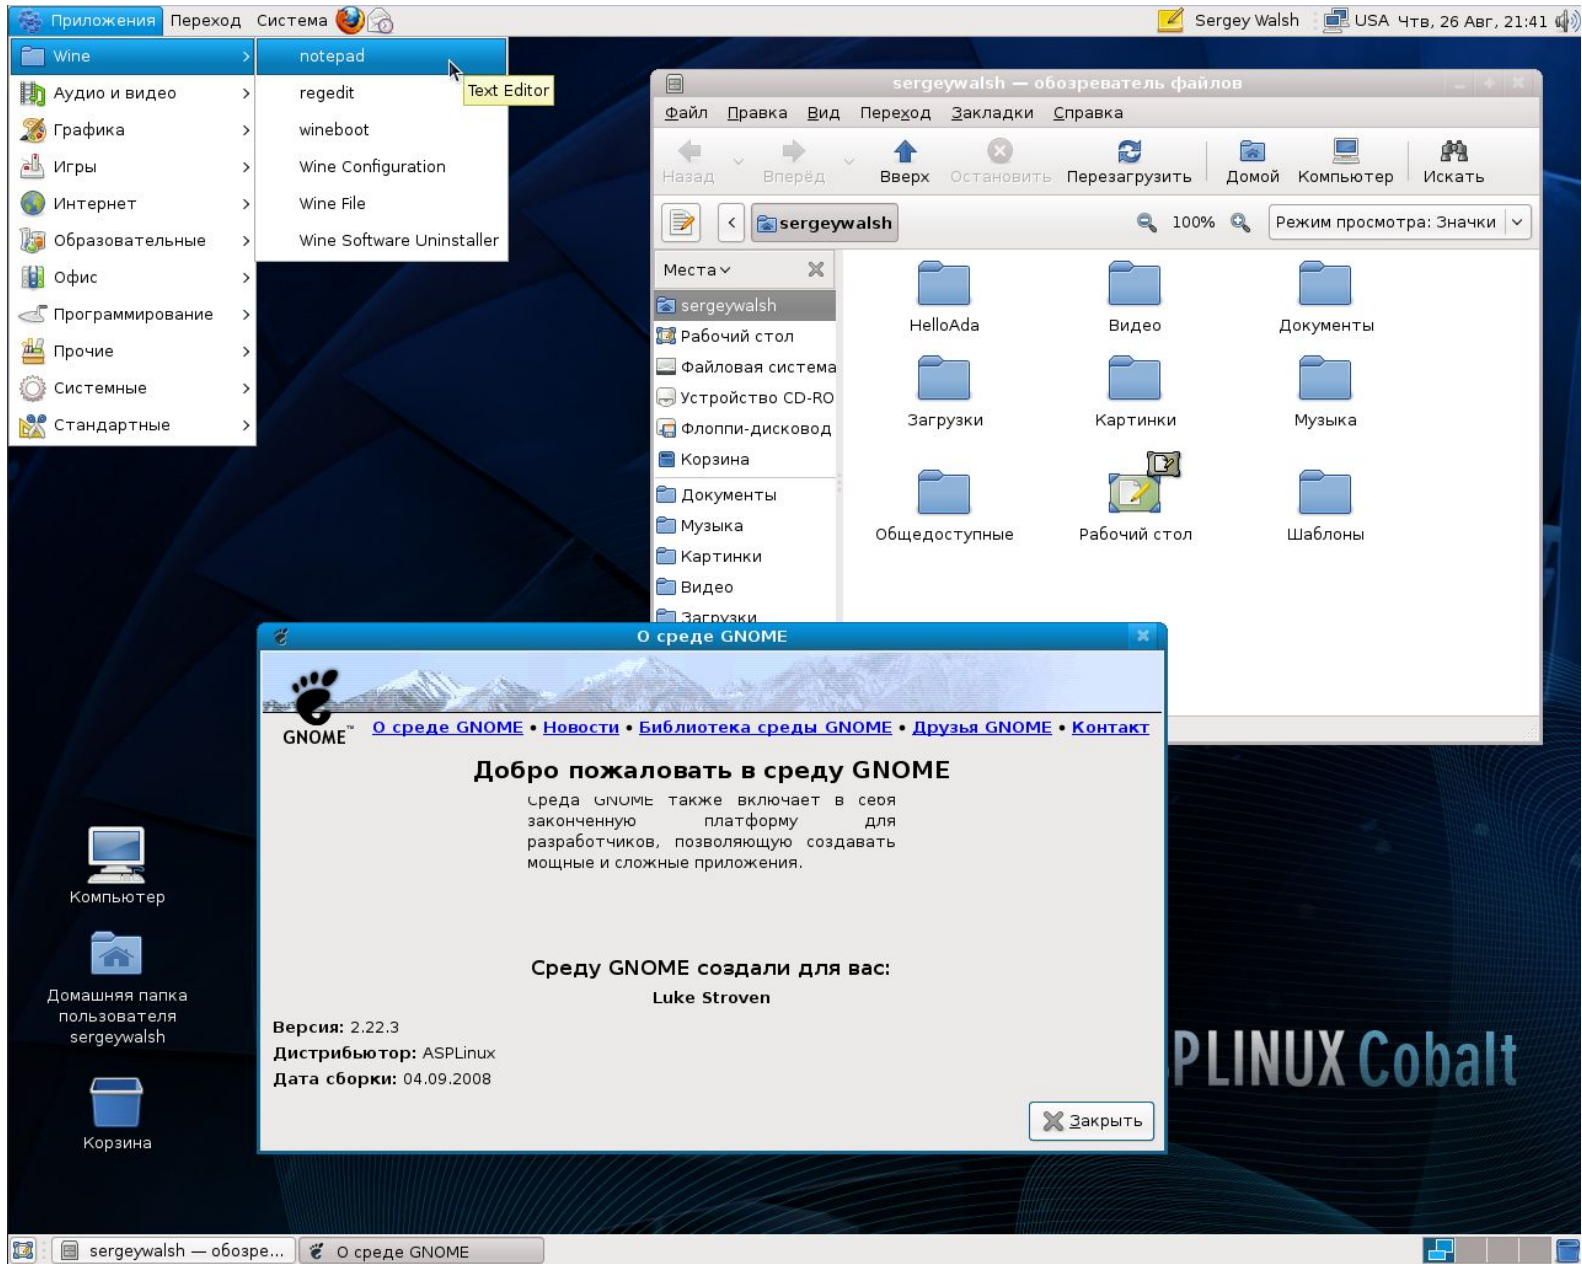 Приложения Переход Система
Sergey Walsh USA Чтв, 26 Авг, 21:41
Wine
Аудио и видео
Графика
Игры
Интернет
Образовательные
Офис
Программирование
Прочие
Системные
Стандартные
notepad
regedit
wineboot
Wine Configuration
Wine File
Wine Software Uninstaller
Text Editor
sergeywalsh — обозреватель файлов
Файл Правка Вид Переход Закладки Справка
Назад Вперёд Вверх Остановить Перезагрузить Домой Компьютер Искать
sergeywalsh 100% Режим просмотра: Значки
Места
sergeywalsh
Рабочий стол
Файловая система
Устройство CD-RO
Флоппи-дисковод
Корзина
Документы
Музыка
Картинки
Видео
Загрузки
HelloAda Видео Документы
Загрузки Картинки Музыка
Общедоступные Рабочий стол Шаблоны
О среде GNOME
GNOME™
О среде GNOME • Новости • Библиотека среды GNOME • Друзья GNOME • Контакт
Добро пожаловать в среду GNOME
Среда GNOME также включает в себя
законченную платформу для
разработчиков, позволяющую создавать
мощные и сложные приложения.
Среду GNOME создали для вас:
Luke Stroven
Версия: 2.22.3
Дистрибьютор: ASPLinux
Дата сборки: 04.09.2008
Закрыть
Компьютер
Домашняя папка
пользователя
sergeywalsh
Корзина
PLINUX Cobalt
sergeywalsh — обозре...
О среде GNOME